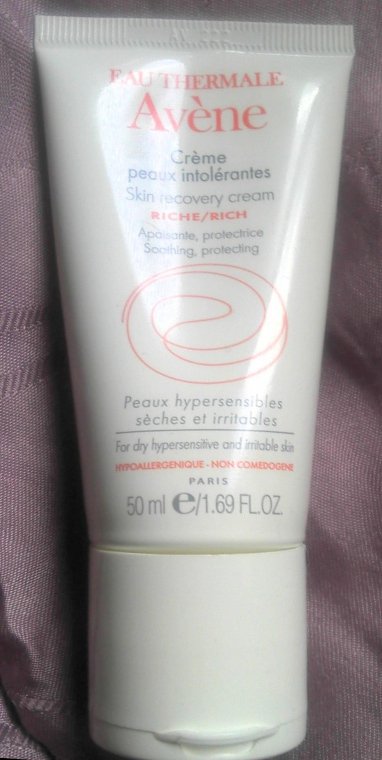 EAU THERMALE
Avène
Crème
peaux intolérantes
Skin recovery cream
RICHE/RICH
Apaisante, protectrice
Soothing, protecting
Peaux hypersensibles
sèches et irritables
For dry hypersensitive and irritable skin
HYPOALLERGENIQUE - NON COMEDOGENE
PARIS
50 ml e/1.69 FL.OZ.